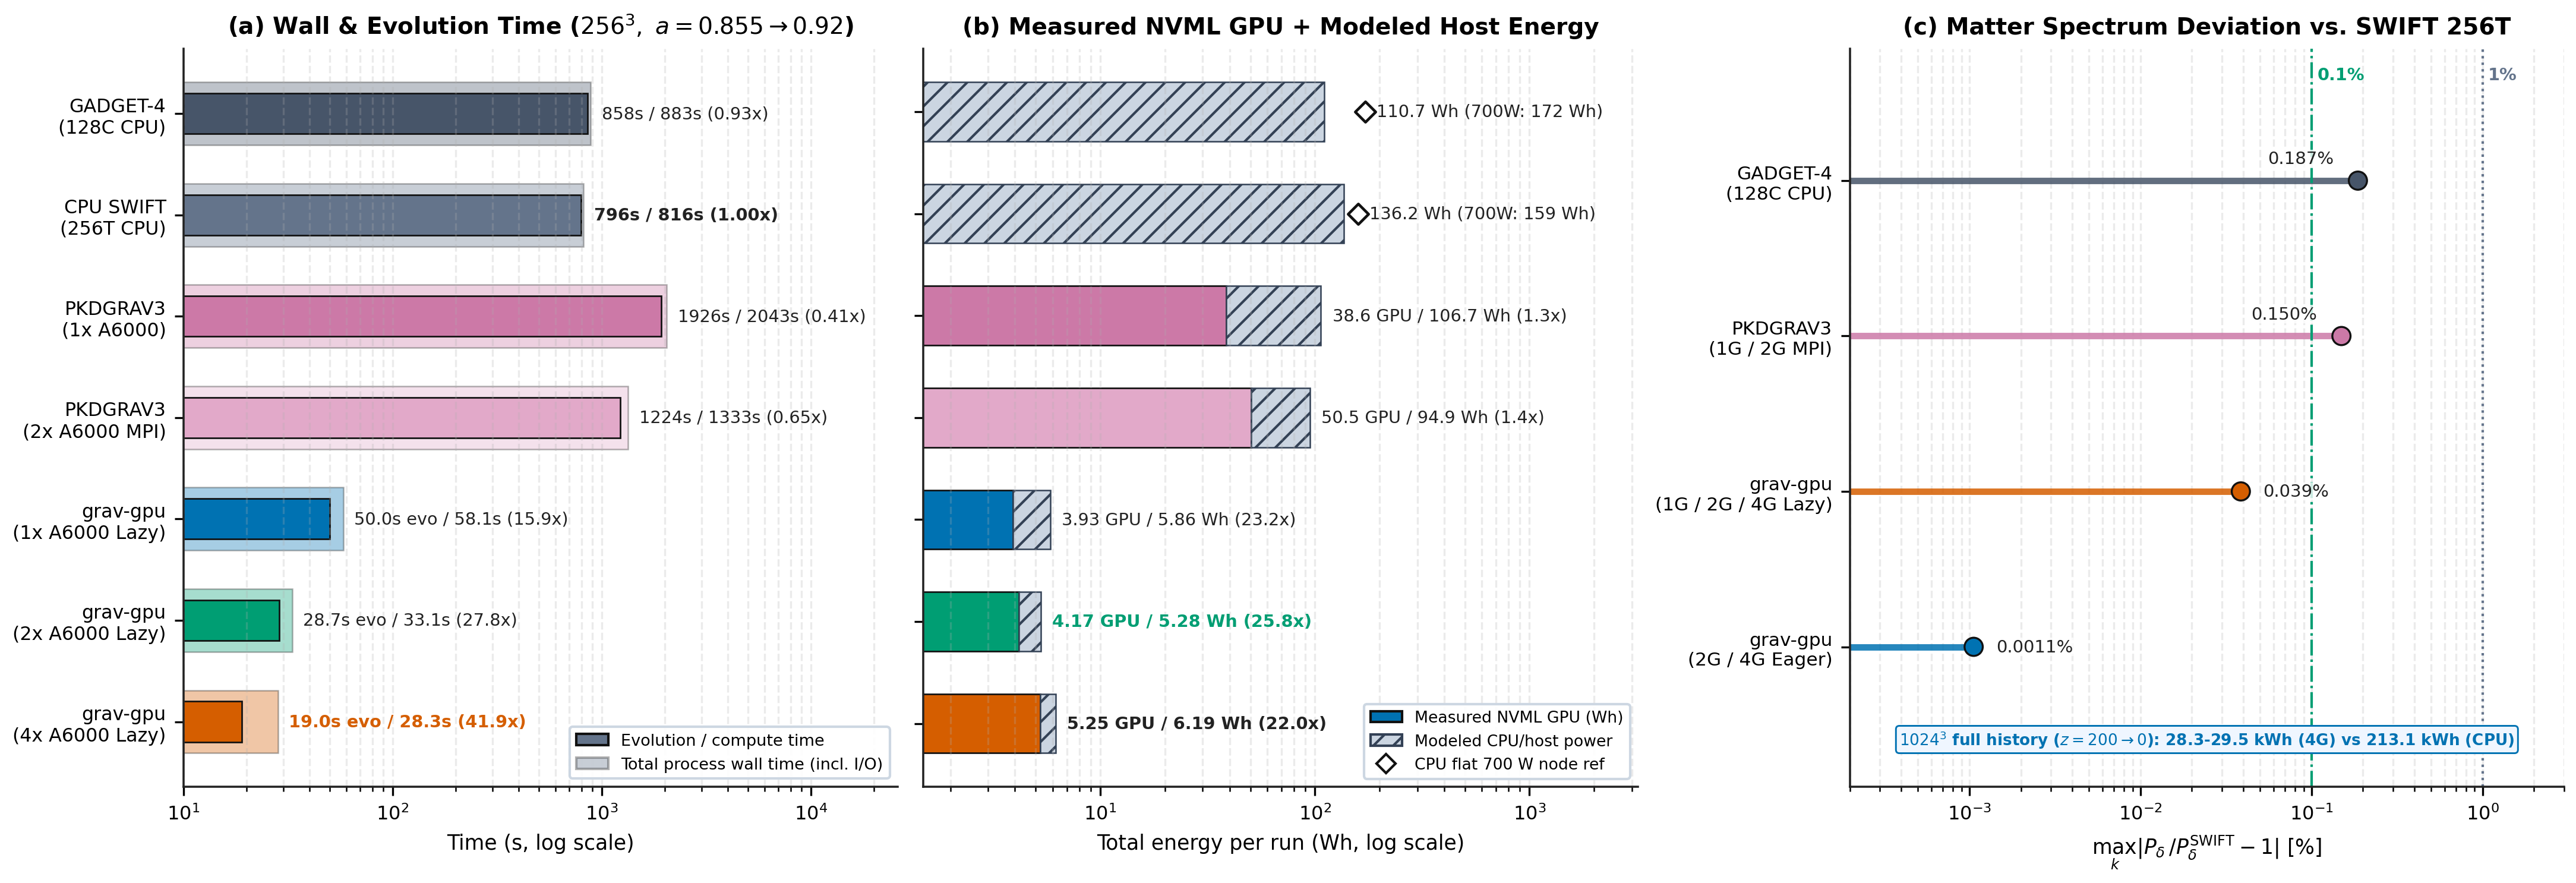 (a) Wall & Evolution Time (256³, a = 0.855→0.92)
GADGET-4
(128C CPU)
858s / 883s (0.93x)
CPU SWIFT
(256T CPU)
796s / 816s (1.00x)
PKDGRAV3
(1x A6000)
1926s / 2043s (0.41x)
PKDGRAV3
(2x A6000 MPI)
1224s / 1333s (0.65x)
grav-gpu
(1x A6000 Lazy)
50.0s evo / 58.1s (15.9x)
grav-gpu
(2x A6000 Lazy)
28.7s evo / 33.1s (27.8x)
grav-gpu
(4x A6000 Lazy)
19.0s evo / 28.3s (41.9x)
Evolution / compute time
Total process wall time (incl. I/O)
10¹ 10² 10³ 10⁴
Time (s, log scale)
(b) Measured NVML GPU + Modeled Host Energy
110.7 Wh (700W: 172 Wh)
136.2 Wh (700W: 159 Wh)
38.6 GPU / 106.7 Wh (1.3x)
50.5 GPU / 94.9 Wh (1.4x)
3.93 GPU / 5.86 Wh (23.2x)
4.17 GPU / 5.28 Wh (25.8x)
5.25 GPU / 6.19 Wh (22.0x)
Measured NVML GPU (Wh)
Modeled CPU/host power
CPU flat 700 W node ref
10¹ 10² 10³
Total energy per run (Wh, log scale)
(c) Matter Spectrum Deviation vs. SWIFT 256T
0.1%
1%
GADGET-4
(128C CPU)
0.187%
PKDGRAV3
(1G / 2G MPI)
0.150%
grav-gpu
(1G / 2G / 4G Lazy)
0.039%
grav-gpu
(2G / 4G Eager)
0.0011%
1024³ full history (z = 200→0): 28.3-29.5 kWh (4G) vs 213.1 kWh (CPU)
10⁻³ 10⁻² 10⁻¹ 10⁰
max_k |P_δ/P_δ^SWIFT − 1| [%]